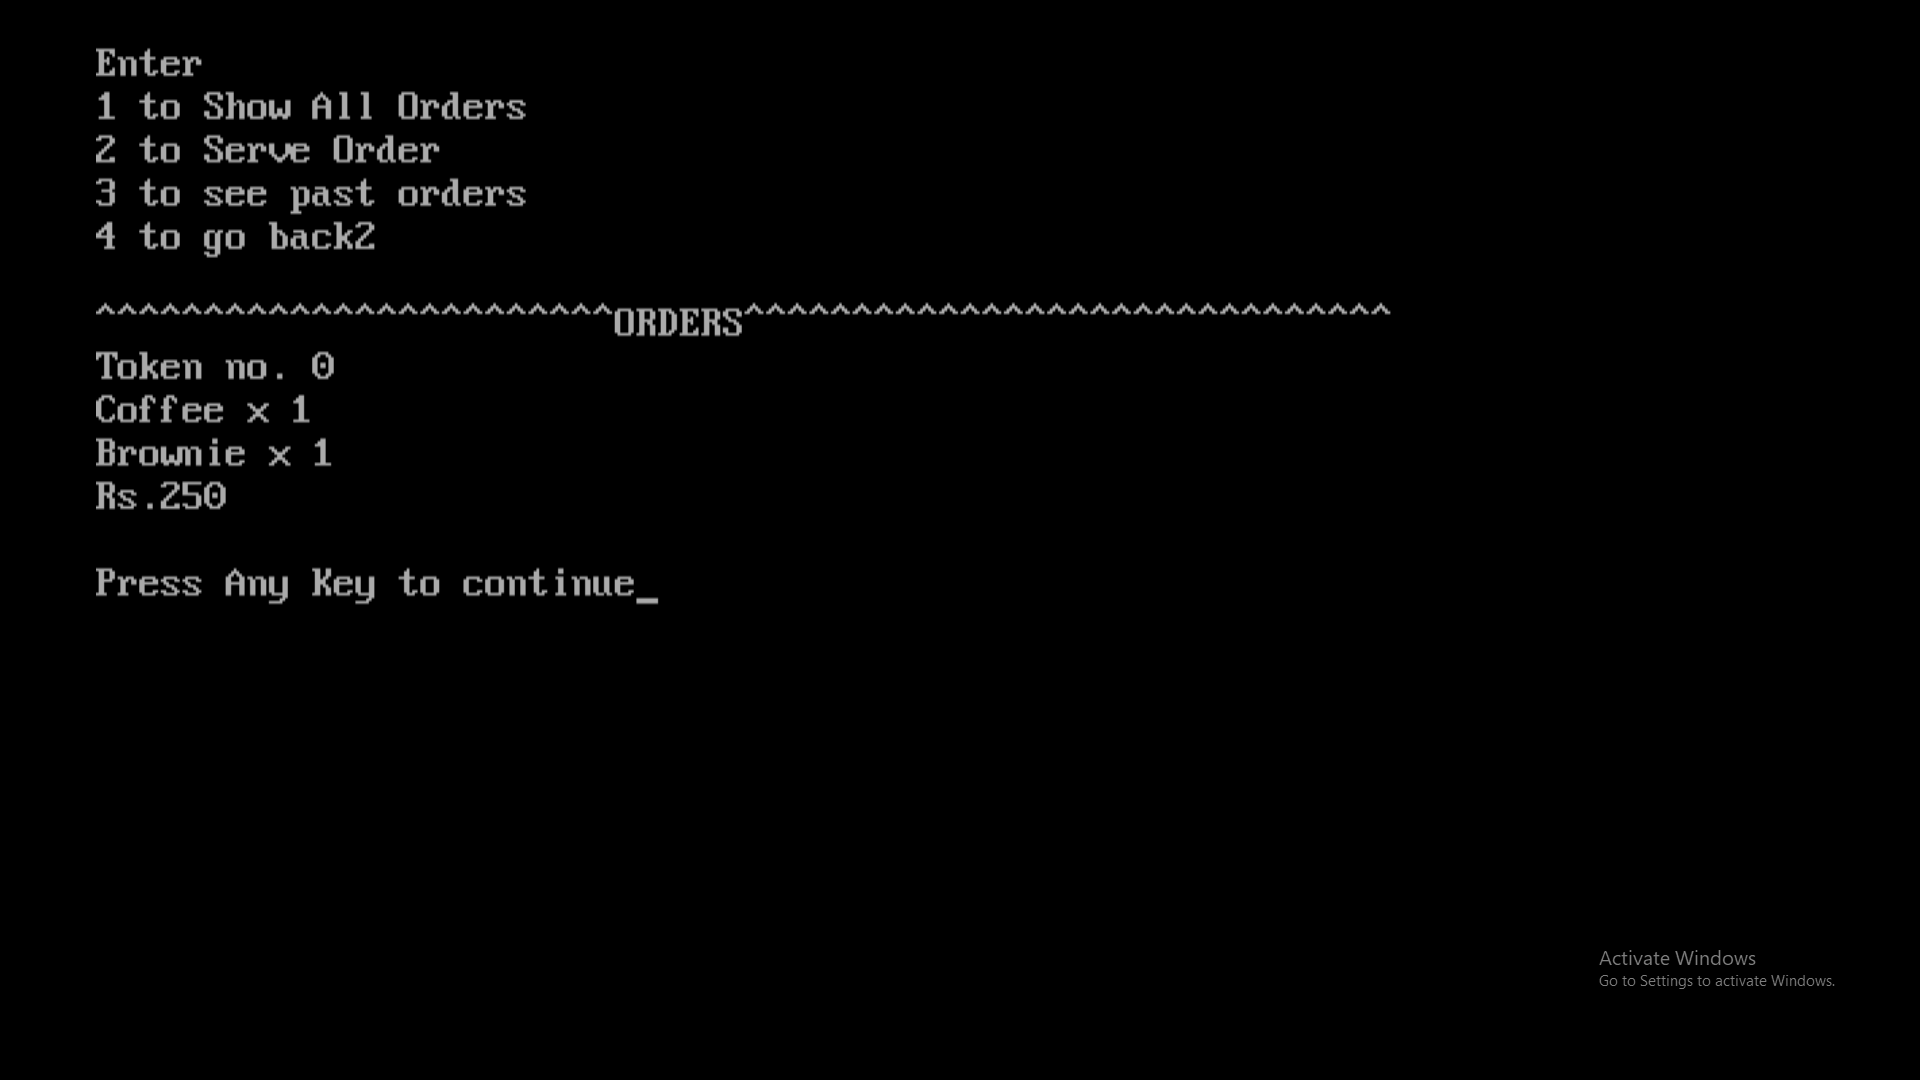 Enter
1 to Show All Orders
2 to Serve Order
3 to see past orders
4 to go back2
^^^^^^^^^^^^^^^^^^^^^^^^ORDERS^^^^^^^^^^^^^^^^^^^^^^^^^^^^^^
Token no. 0
Coffee x 1
Brownie x 1
Rs.250
Press Any Key to continue_
Activate Windows
Go to Settings to activate Windows.